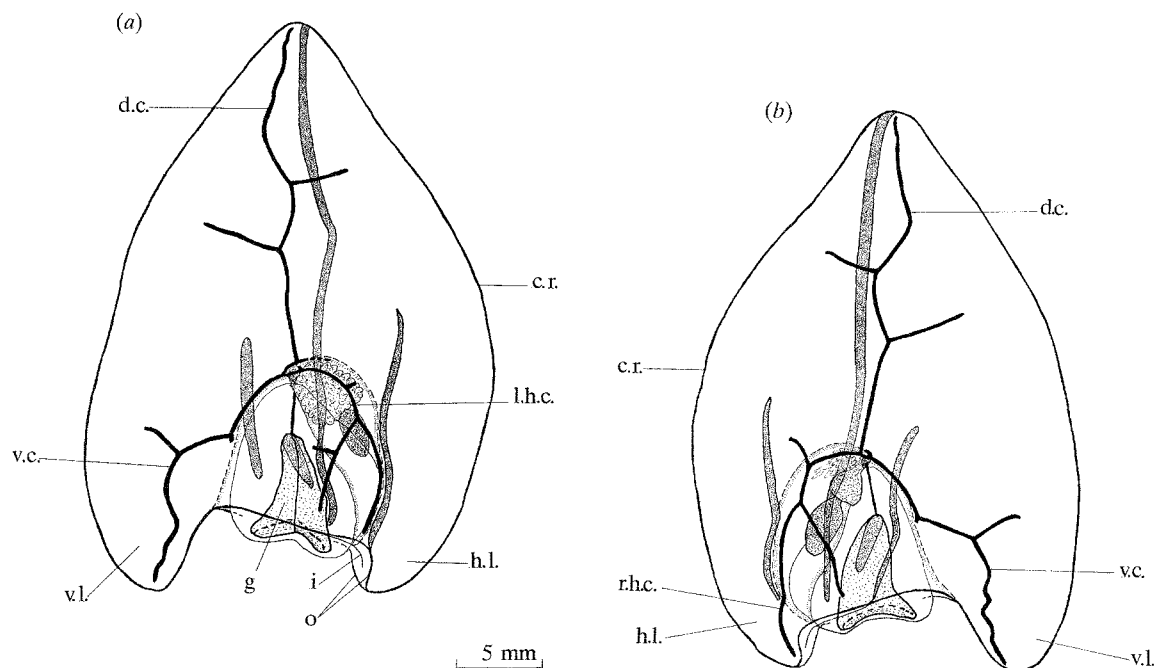 (a)
d.c.
c.r.
l.h.c.
v.c.
v.l.
g
i
o
h.l.
5 mm
(b)
d.c.
c.r.
r.h.c.
h.l.
v.c.
v.l.